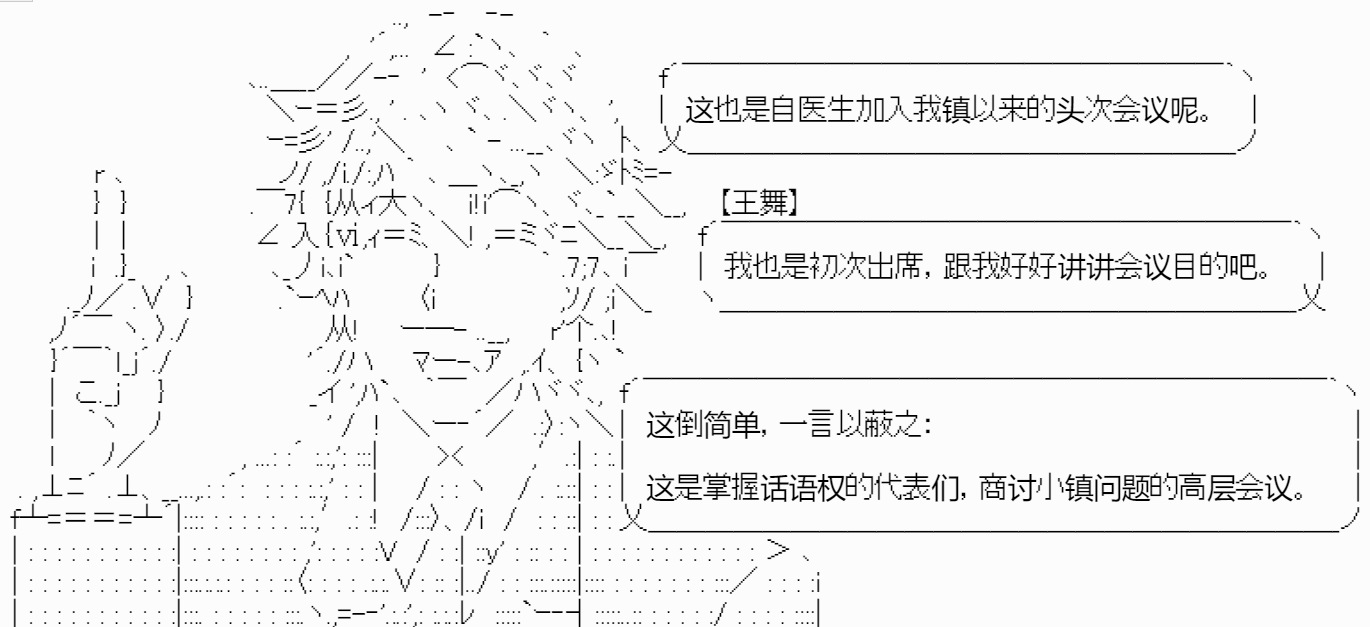 这也是自医生加入我镇以来的头次会议呢。
【王舞】
我也是初次出席，跟我好好讲讲会议目的吧。
这倒简单，一言以蔽之：
这是掌握话语权的代表们，商讨小镇问题的高层会议。